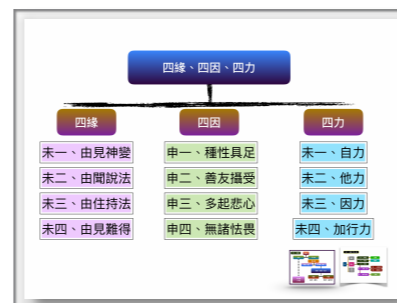 四緣、四因、四力
四緣
四因
四力
未一、由見神變
申一、種性具足
未一、自力
未二、由聞說法
申二、善友攝受
未二、他力
未三、由住持法
申三、多起悲心
未三、因力
未四、由見難得
申四、無諸怯畏
未四、加行力